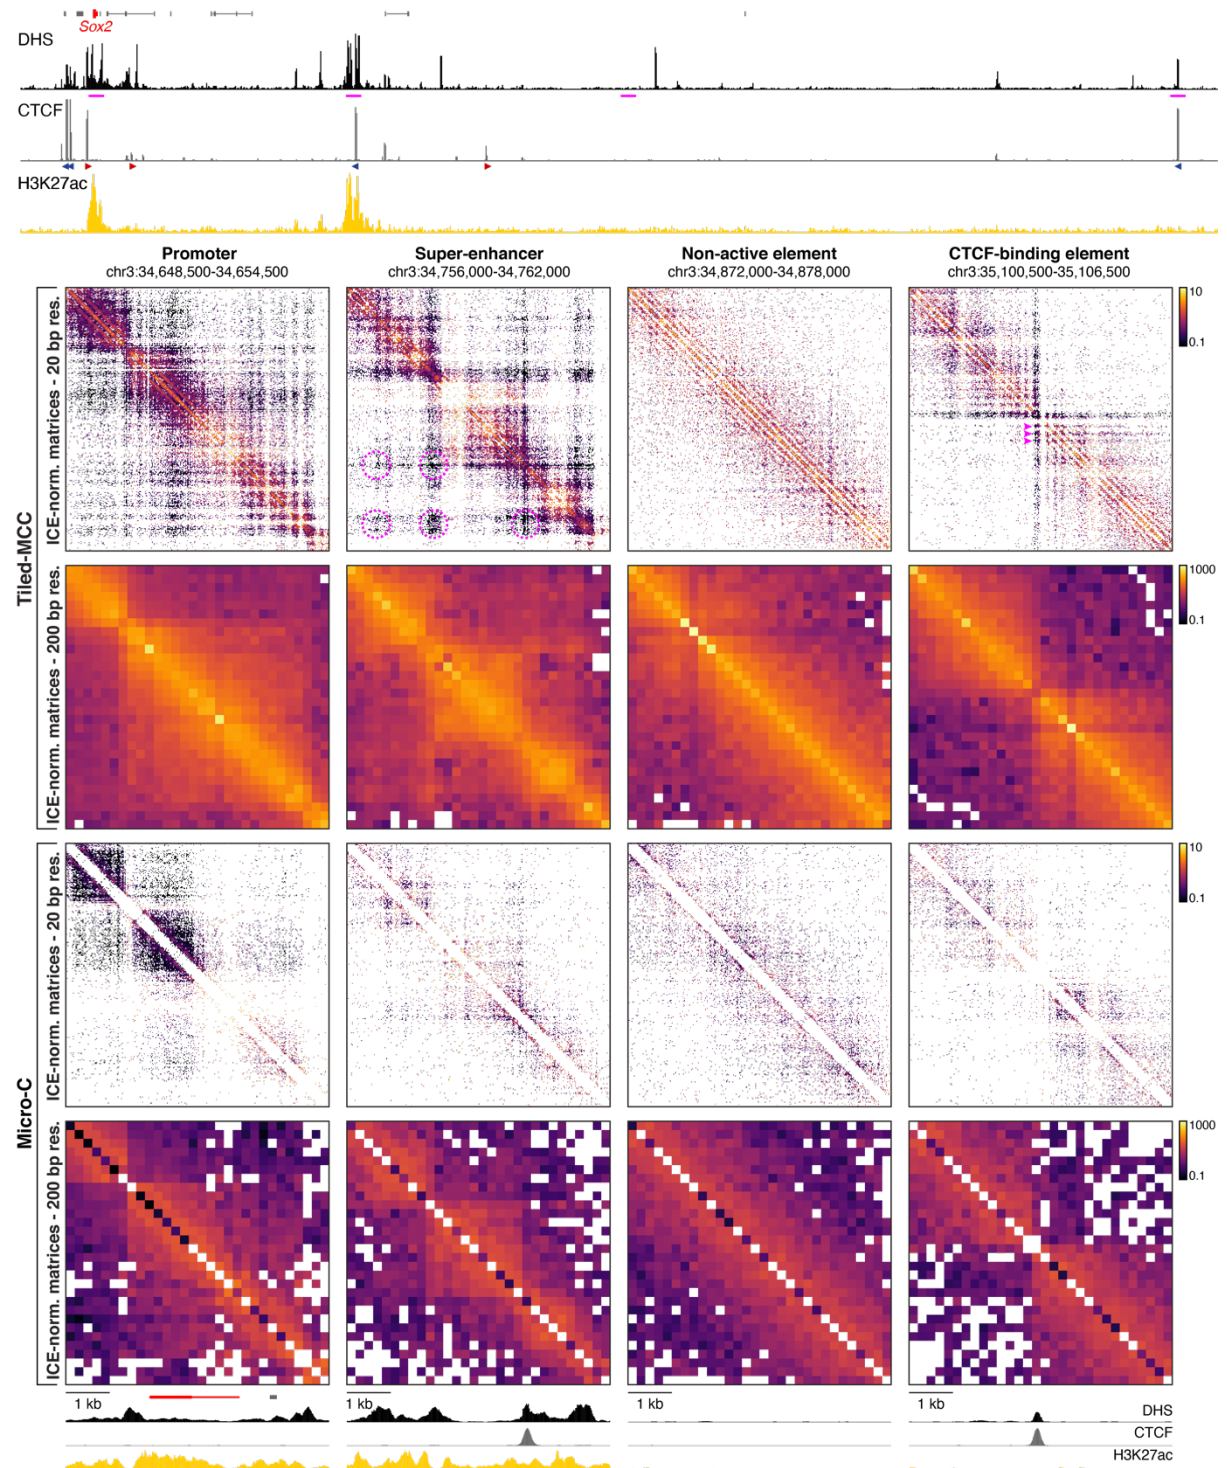 Sox2
DHS
CTCF
H3K27ac
Promoter
chr3:34,648,500-34,654,500
Super-enhancer
chr3:34,756,000-34,762,000
Non-active element
chr3:34,872,000-34,878,000
CTCF-binding element
chr3:35,100,500-35,106,500
Tiled-MCC
ICE-norm. matrices - 20 bp res.
10
0.1
ICE-norm. matrices - 200 bp res.
1000
0.1
Micro-C
ICE-norm. matrices - 20 bp res.
10
0.1
ICE-norm. matrices - 200 bp res.
1000
0.1
1 kb
1 kb
1 kb
1 kb
DHS
CTCF
H3K27ac